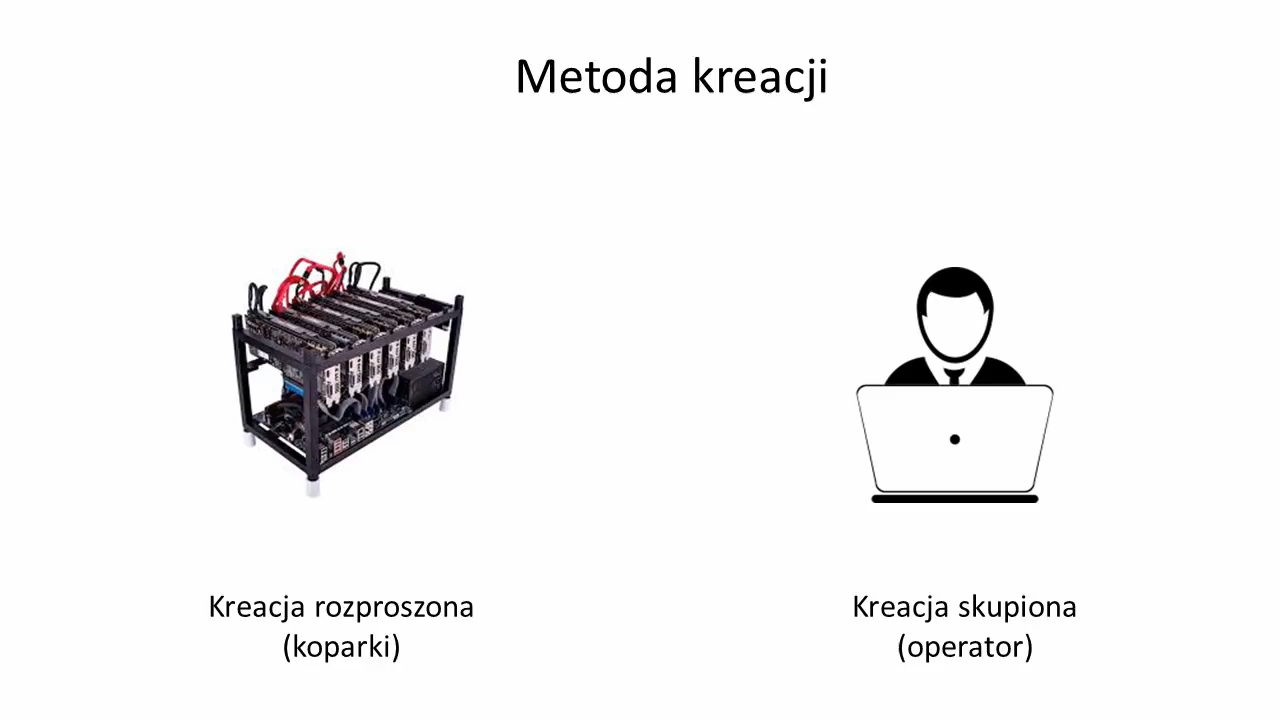 Metoda kreacji
Kreacja rozproszona
(koparki)
Kreacja skupiona
(operator)